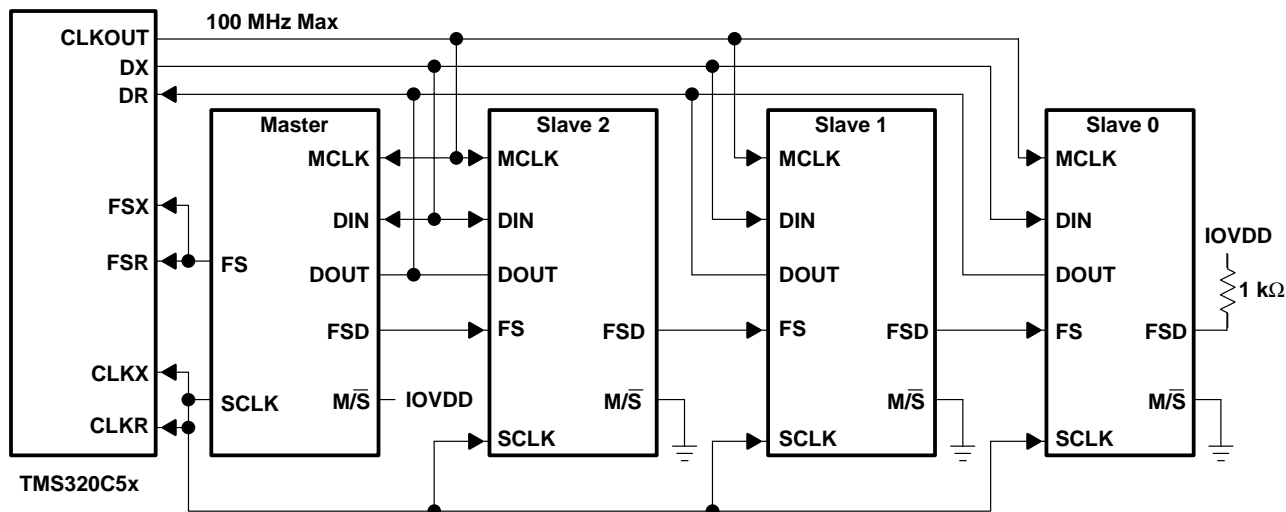 100 MHz Max
CLKOUT
DX
DR
FSX
FSR
CLKX
CLKR
TMS320C5x
Master
MCLK
DIN
DOUT
FS
FSD
SCLK
M/S̅
IOVDD
Slave 2
MCLK
DIN
DOUT
FS
FSD
M/S̅
SCLK
Slave 1
MCLK
DIN
DOUT
FS
FSD
M/S̅
SCLK
Slave 0
MCLK
DIN
DOUT
FS
FSD
M/S̅
SCLK
IOVDD
1 kΩ